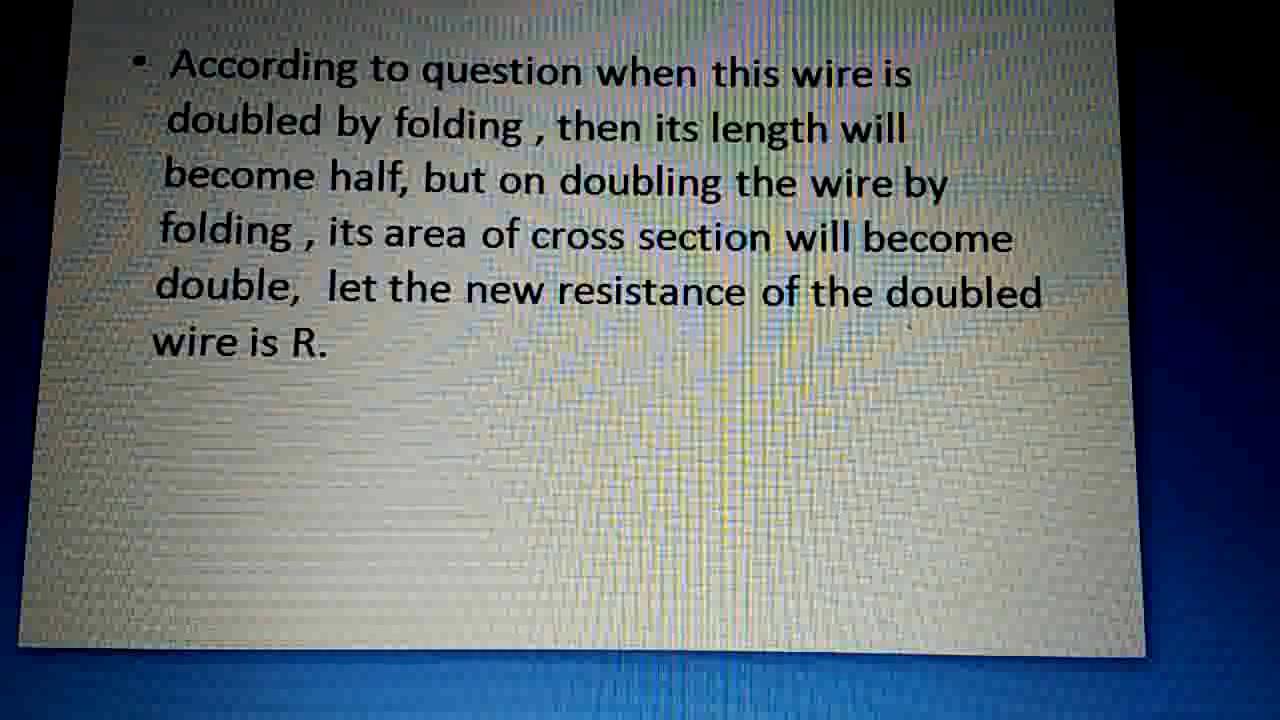 • According to question when this wire is
doubled by folding , then its length will
become half, but on doubling the wire by
folding , its area of cross section will become
double, let the new resistance of the doubled
wire is R.